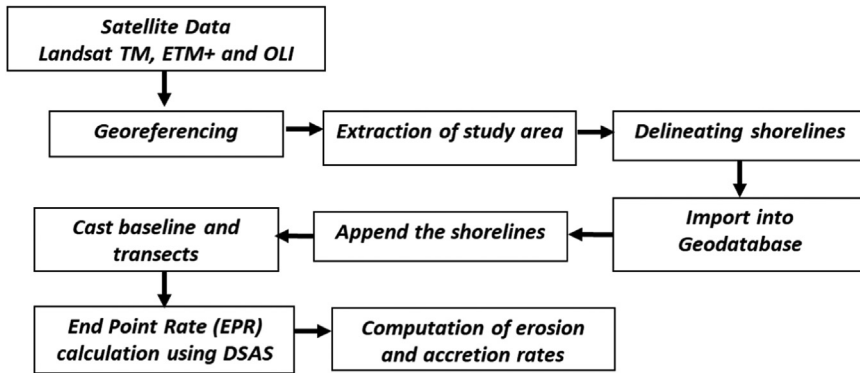 Satellite Data
Landsat TM, ETM+ and OLI
Georeferencing
Extraction of study area
Delineating shorelines
Import into
Geodatabase
Append the shorelines
Cast baseline and
transects
End Point Rate (EPR)
calculation using DSAS
Computation of erosion
and accretion rates